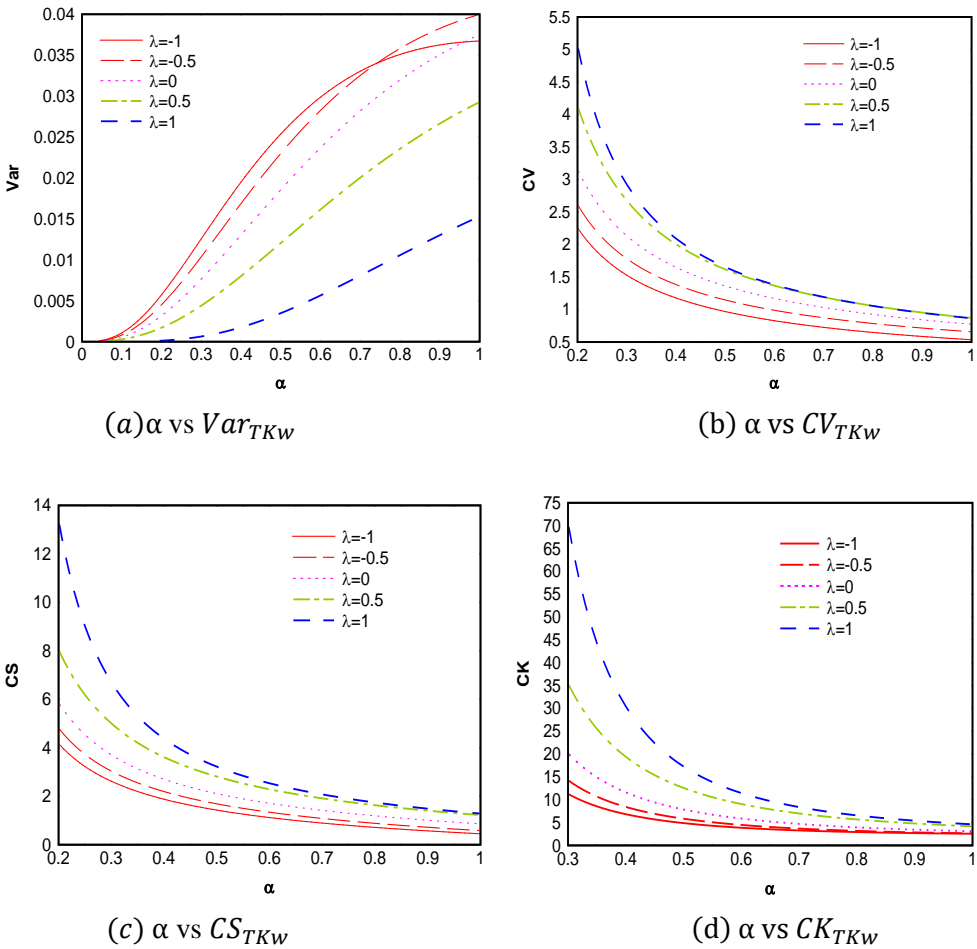 0.04
0.035
0.03
0.025
0.02
0.015
0.01
0.005
0
Var
λ=-1
λ=-0.5
λ=0
λ=0.5
λ=1
0 0.1 0.2 0.3 0.4 0.5 0.6 0.7 0.8 0.9 1
α
(a)α vs Var_TKw
5.5
5
4.5
4
3.5
3
2.5
2
1.5
1
0.5
CV
λ=-1
λ=-0.5
λ=0
λ=0.5
λ=1
0.2 0.3 0.4 0.5 0.6 0.7 0.8 0.9 1
α
(b) α vs CV_TKw
14
12
10
8
6
4
2
0
CS
λ=-1
λ=-0.5
λ=0
λ=0.5
λ=1
0.2 0.3 0.4 0.5 0.6 0.7 0.8 0.9 1
α
(c) α vs CS_TKw
75
70
65
60
55
50
45
40
35
30
25
20
15
10
5
0
CK
λ=-1
λ=-0.5
λ=0
λ=0.5
λ=1
0.3 0.4 0.5 0.6 0.7 0.8 0.9 1
α
(d) α vs CK_TKw